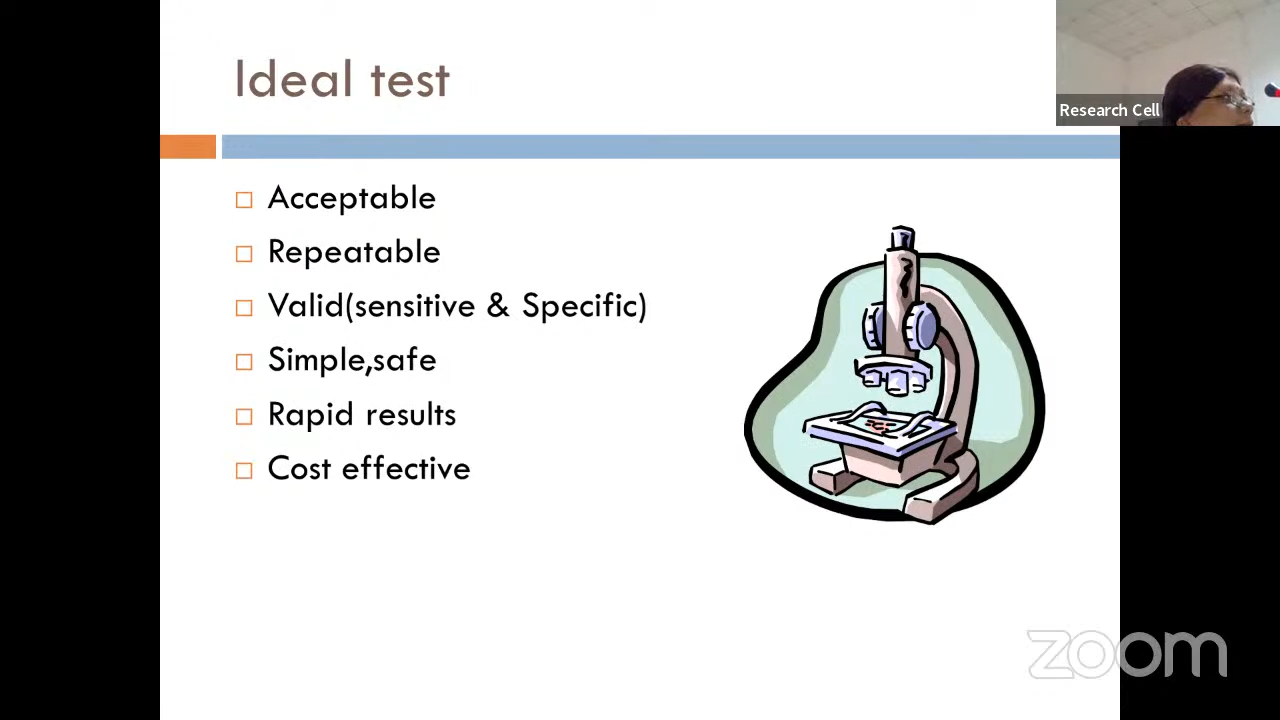 Ideal test
Research Cell
Acceptable
Repeatable
Valid(sensitive & Specific)
Simple,safe
Rapid results
Cost effective
zoom